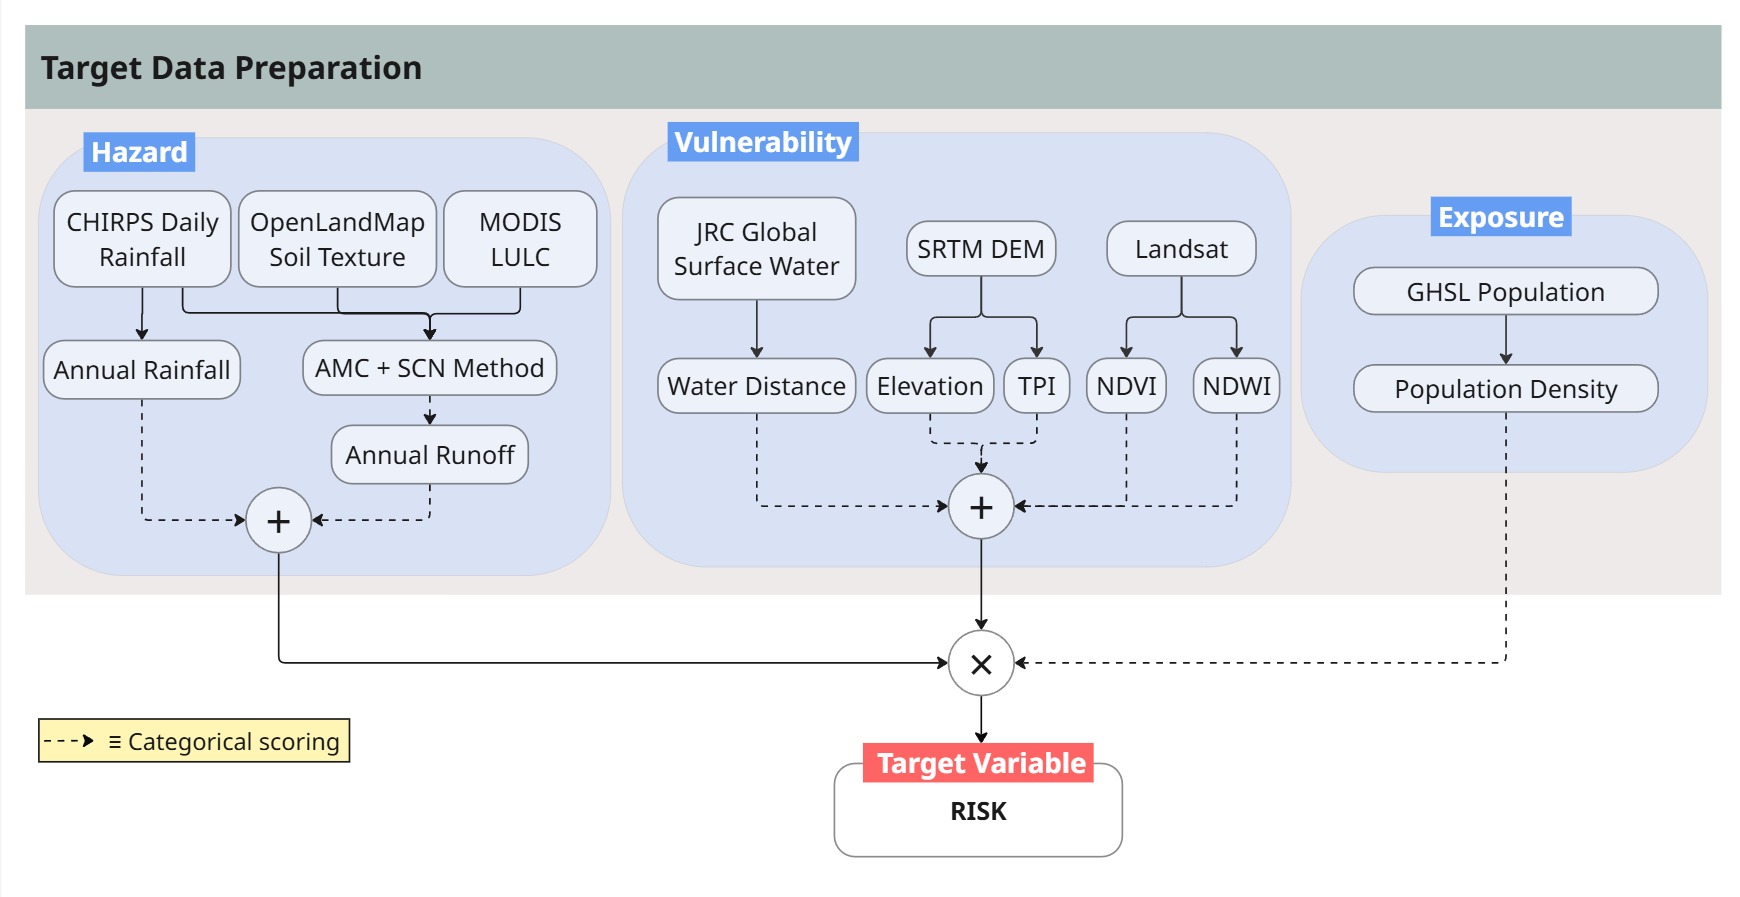 Target Data Preparation
Hazard
CHIRPS Daily
Rainfall
OpenLandMap
Soil Texture
MODIS
LULC
Annual Rainfall
AMC + SCN Method
Annual Runoff
+
Vulnerability
JRC Global
Surface Water
SRTM DEM
Landsat
Water Distance
Elevation
TPI
NDVI
NDWI
+
Exposure
GHSL Population
Population Density
×
≡ Categorical scoring
Target Variable
RISK